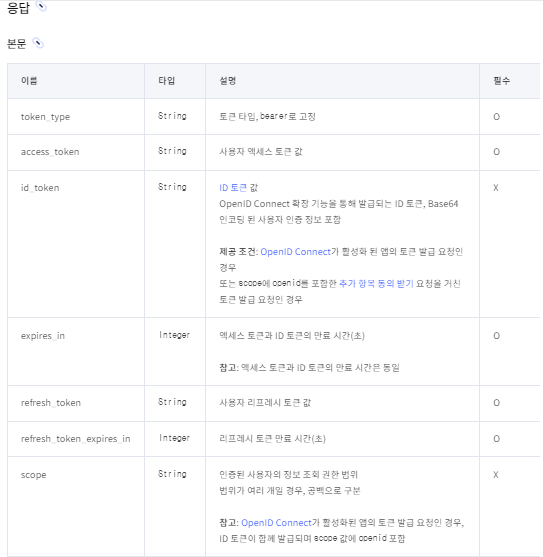 응답
본문
이름 타입 설명 필수
token_type String 토큰 타입, bearer로 고정 O
access_token String 사용자 액세스 토큰 값 O
id_token String ID 토큰 값 X
OpenID Connect 확장 기능을 통해 발급되는 ID 토큰, Base64
인코딩 된 사용자 인증 정보 포함
제공 조건: OpenID Connect가 활성화 된 앱의 토큰 발급 요청인
경우
또는 scope에 openid를 포함한 추가 항목 동의 받기 요청을 거친
토큰 발급 요청인 경우
expires_in Integer 액세스 토큰과 ID 토큰의 만료 시간(초) O
참고: 액세스 토큰과 ID 토큰의 만료 시간은 동일
refresh_token String 사용자 리프레시 토큰 값 O
refresh_token_expires_in Integer 리프레시 토큰 만료 시간(초) O
scope String 인증된 사용자의 정보 조회 권한 범위 X
범위가 여러 개일 경우, 공백으로 구분
참고: OpenID Connect가 활성화된 앱의 토큰 발급 요청인 경우,
ID 토큰이 함께 발급되며 scope 값에 openid 포함